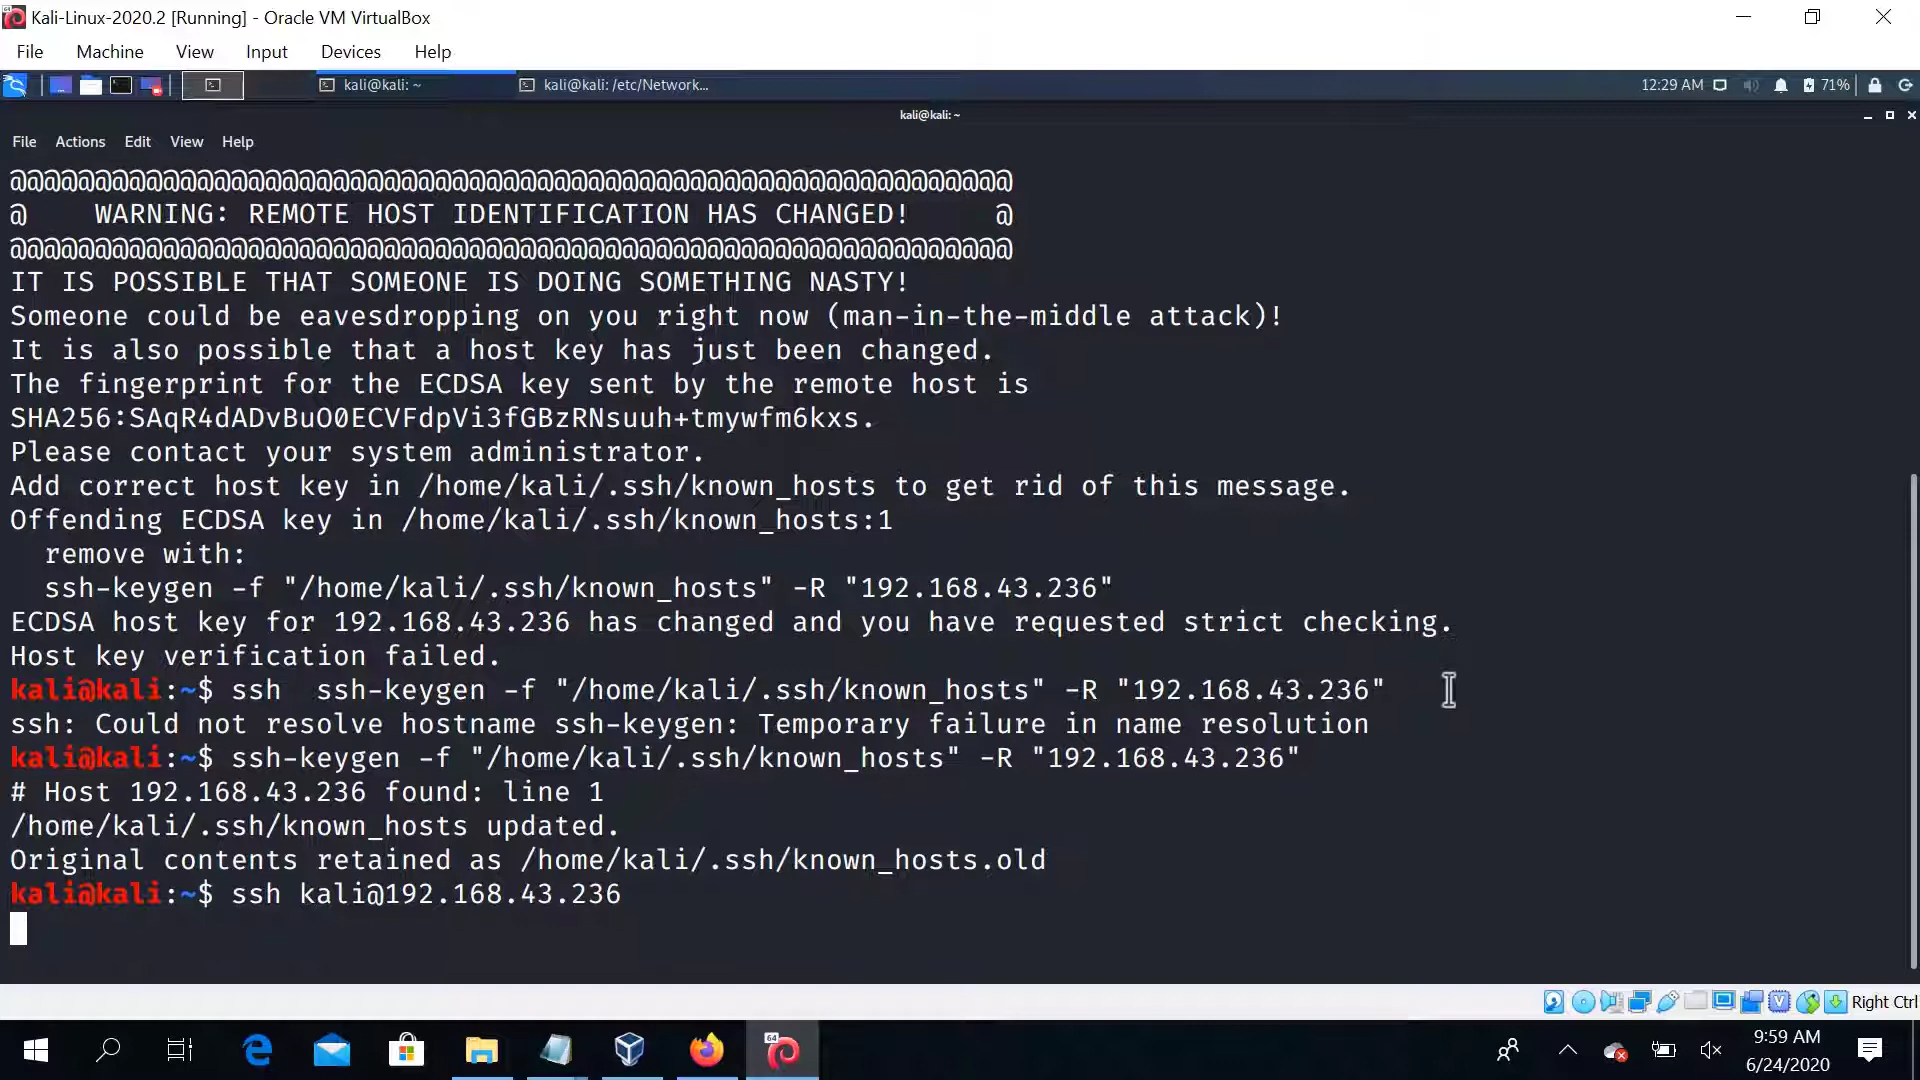 Kali-Linux-2020.2 [Running] - Oracle VM VirtualBox
File Machine View Input Devices Help
kali@kali: ~ kali@kali: /etc/Network... 12:29 AM 71%
kali@kali: ~
File Actions Edit View Help
@@@@@@@@@@@@@@@@@@@@@@@@@@@@@@@@@@@@@@@@@@@@@@@@@@@@@@@@@@@
@ WARNING: REMOTE HOST IDENTIFICATION HAS CHANGED! @
@@@@@@@@@@@@@@@@@@@@@@@@@@@@@@@@@@@@@@@@@@@@@@@@@@@@@@@@@@@
IT IS POSSIBLE THAT SOMEONE IS DOING SOMETHING NASTY!
Someone could be eavesdropping on you right now (man-in-the-middle attack)!
It is also possible that a host key has just been changed.
The fingerprint for the ECDSA key sent by the remote host is
SHA256:SAqR4dADvBuO0ECVFdpVi3fGBzRNsuuh+tmywfm6kxs.
Please contact your system administrator.
Add correct host key in /home/kali/.ssh/known_hosts to get rid of this message.
Offending ECDSA key in /home/kali/.ssh/known_hosts:1
remove with:
ssh-keygen -f "/home/kali/.ssh/known_hosts" -R "192.168.43.236"
ECDSA host key for 192.168.43.236 has changed and you have requested strict checking.
Host key verification failed.
kali@kali:~$ ssh  ssh-keygen -f "/home/kali/.ssh/known_hosts" -R "192.168.43.236"
ssh: Could not resolve hostname ssh-keygen: Temporary failure in name resolution
kali@kali:~$ ssh-keygen -f "/home/kali/.ssh/known_hosts" -R "192.168.43.236"
# Host 192.168.43.236 found: line 1
/home/kali/.ssh/known_hosts updated.
Original contents retained as /home/kali/.ssh/known_hosts.old
kali@kali:~$ ssh kali@192.168.43.236
Right Ctrl
64
9:59 AM
6/24/2020